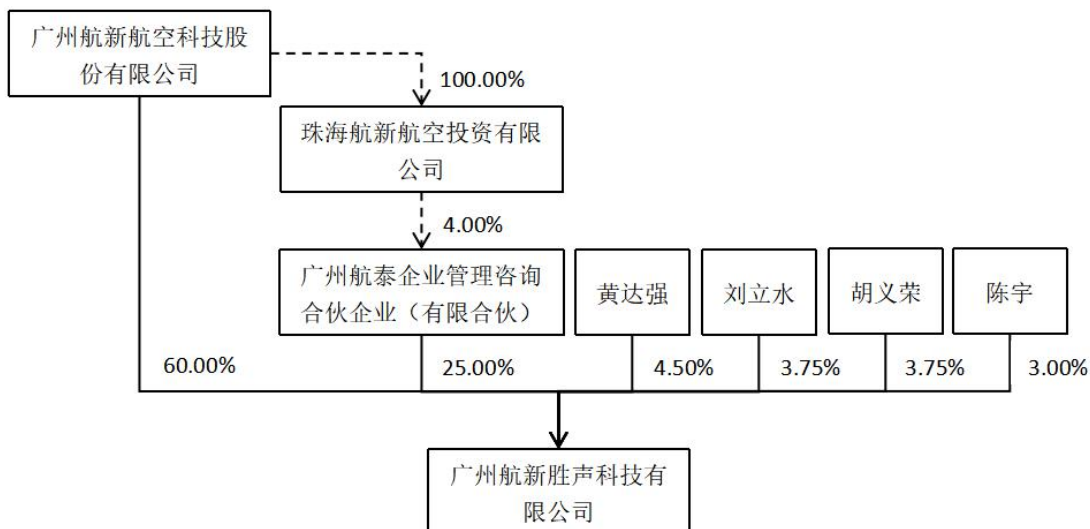 广州航新航空科技股
份有限公司
100.00%
珠海航新航空投资有限
公司
4.00%
广州航泰企业管理咨询
合伙企业（有限合伙）
黄达强
刘立水
胡义荣
陈宇
60.00%
25.00%
4.50%
3.75%
3.75%
3.00%
广州航新胜声科技有
限公司